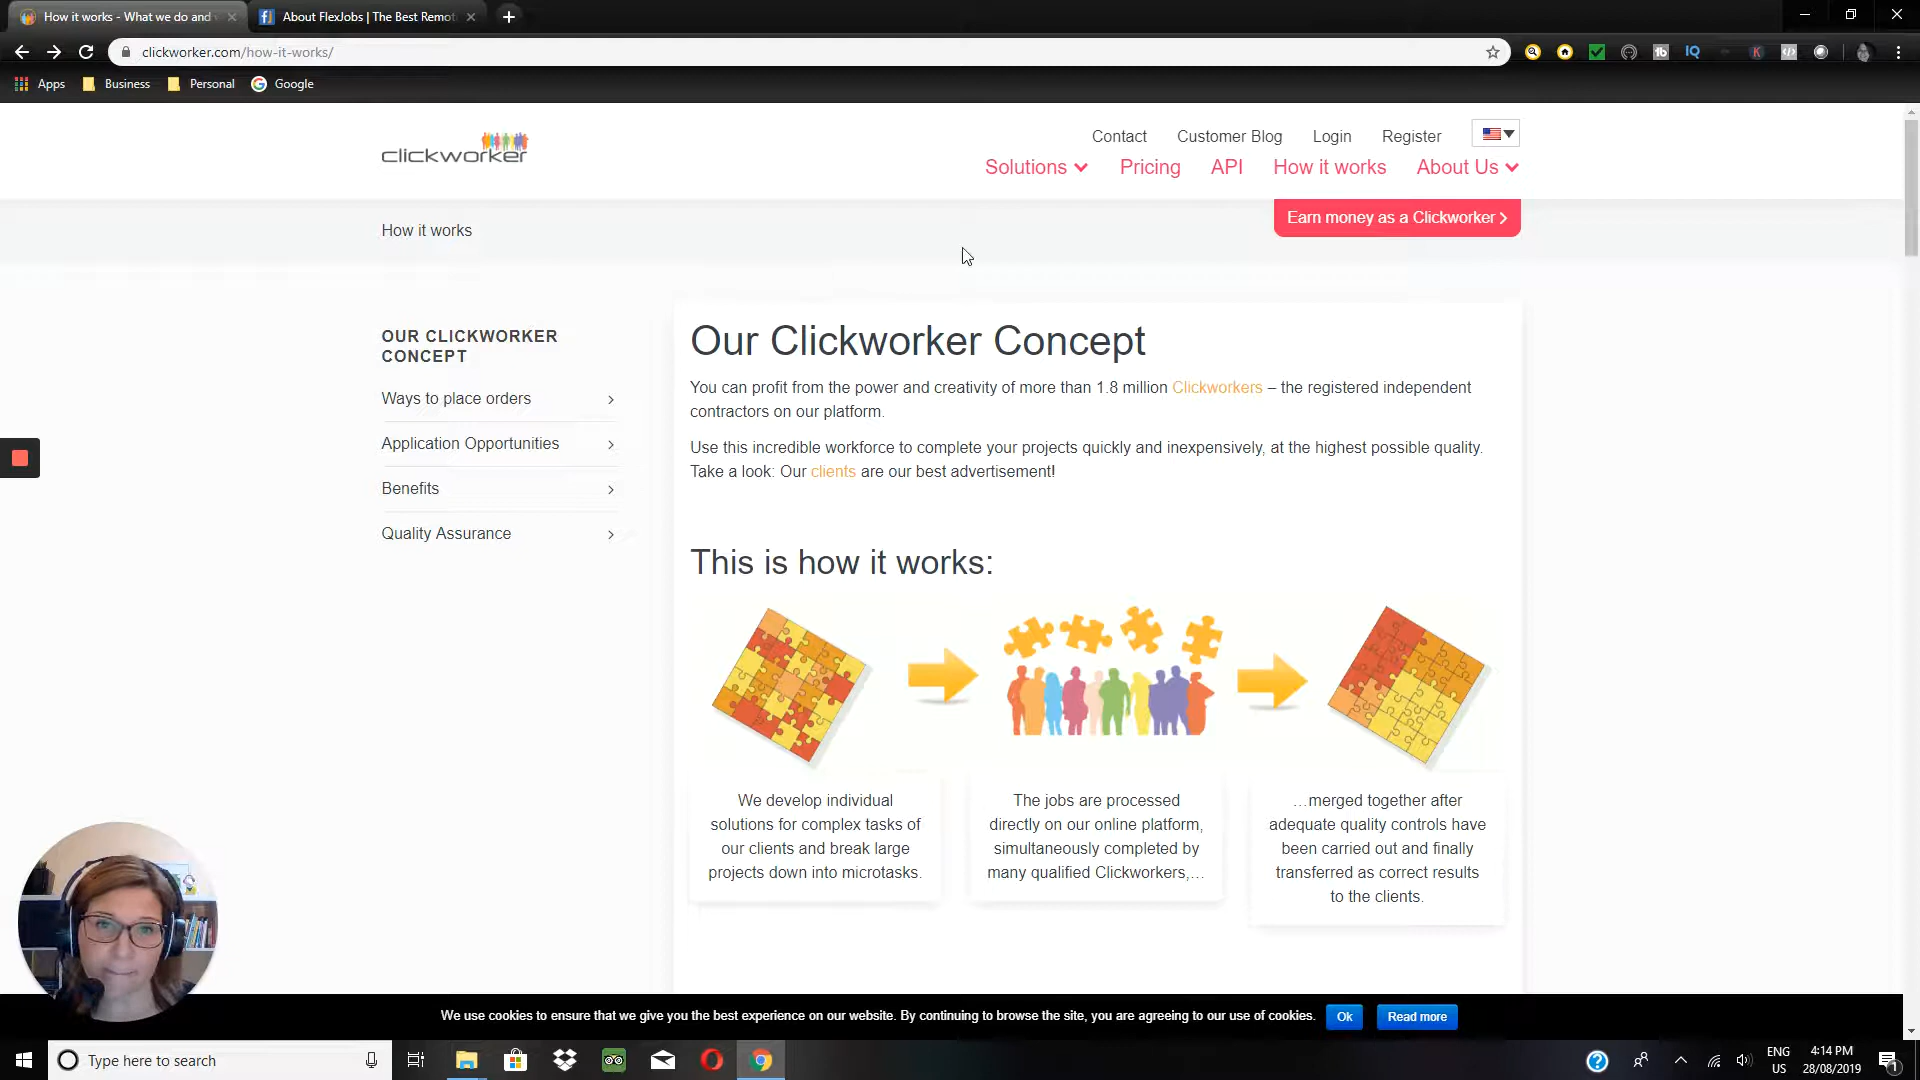 How it works - What we do and
About FlexJobs | The Best Remot
clickworker.com/how-it-works/
Apps
Business
Personal
Google
clickworker
Contact
Customer Blog
Login
Register
Solutions
Pricing
API
How it works
About Us
How it works
Earn money as a Clickworker
OUR CLICKWORKER
CONCEPT
Ways to place orders
Application Opportunities
Benefits
Quality Assurance
Our Clickworker Concept
You can profit from the power and creativity of more than 1.8 million Clickworkers – the registered independent
contractors on our platform.
Use this incredible workforce to complete your projects quickly and inexpensively, at the highest possible quality.
Take a look: Our clients are our best advertisement!
This is how it works:
We develop individual
solutions for complex tasks of
our clients and break large
projects down into microtasks.
The jobs are processed
directly on our online platform,
simultaneously completed by
many qualified Clickworkers,...
…merged together after
adequate quality controls have
been carried out and finally
transferred as correct results
to the clients.
We use cookies to ensure that we give you the best experience on our website. By continuing to browse the site, you are agreeing to our use of cookies.
Ok
Read more
Type here to search
ENG
US
4:14 PM
28/08/2019